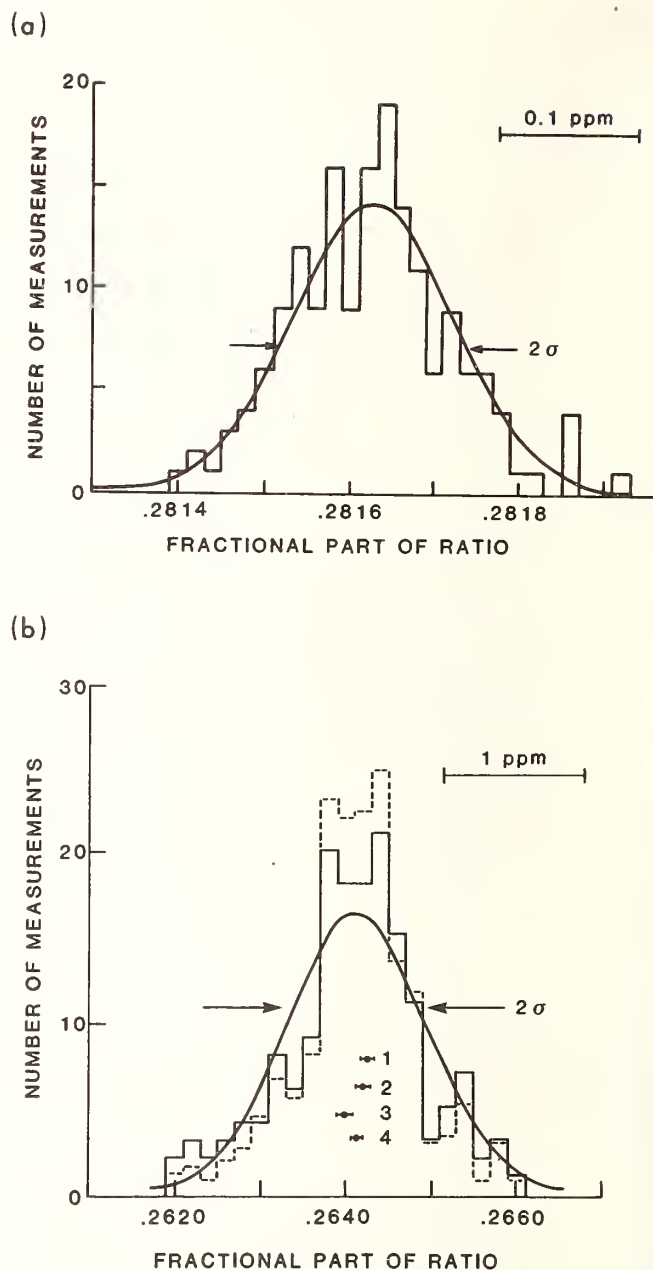 (a)
20
10
0
NUMBER OF MEASUREMENTS
0.1 ppm
2σ
.2814 .2816 .2818
FRACTIONAL PART OF RATIO
(b)
30
20
10
0
NUMBER OF MEASUREMENTS
1 ppm
2σ
1
2
3
4
.2620 .2640 .2660
FRACTIONAL PART OF RATIO